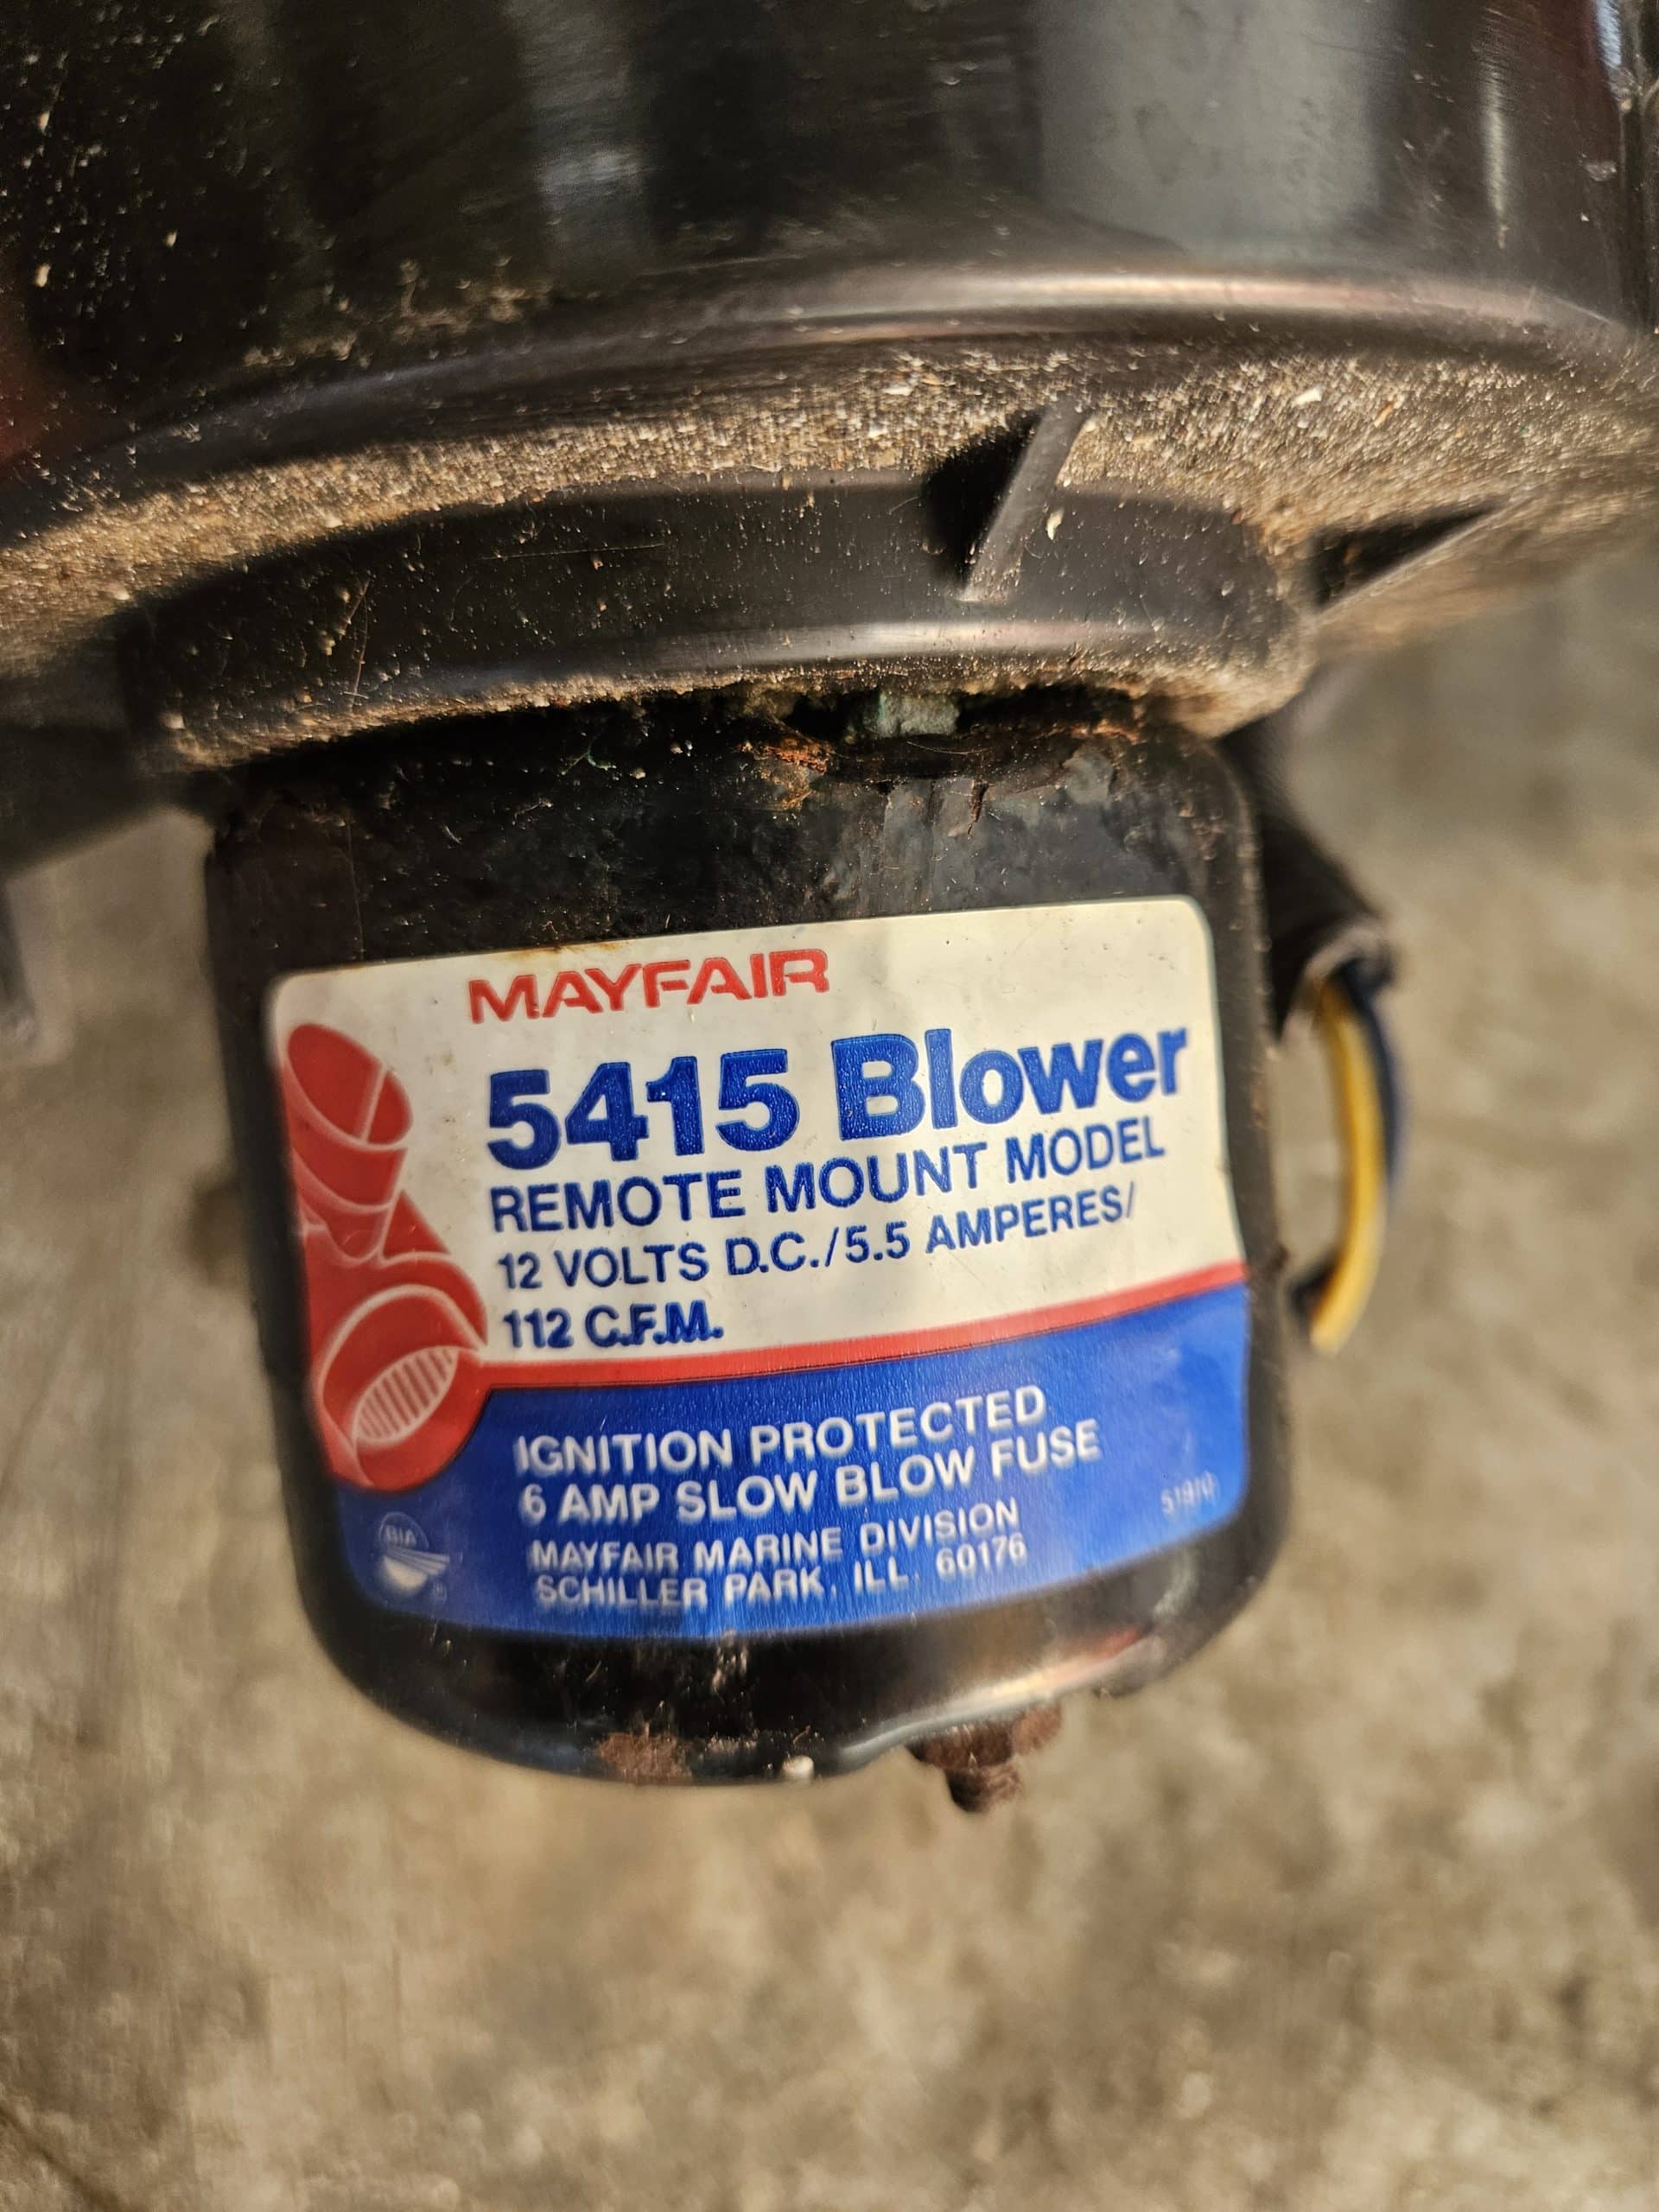 MAYFAIR
5415 Blower
REMOTE MOUNT MODEL
12 VOLTS D.C./5.5 AMPERES/
112 C.F.M.
IGNITION PROTECTED
6 AMP SLOW BLOW FUSE
MAYFAIR MARINE DIVISION
SCHILLER PARK, ILL. 60176
BIA
®